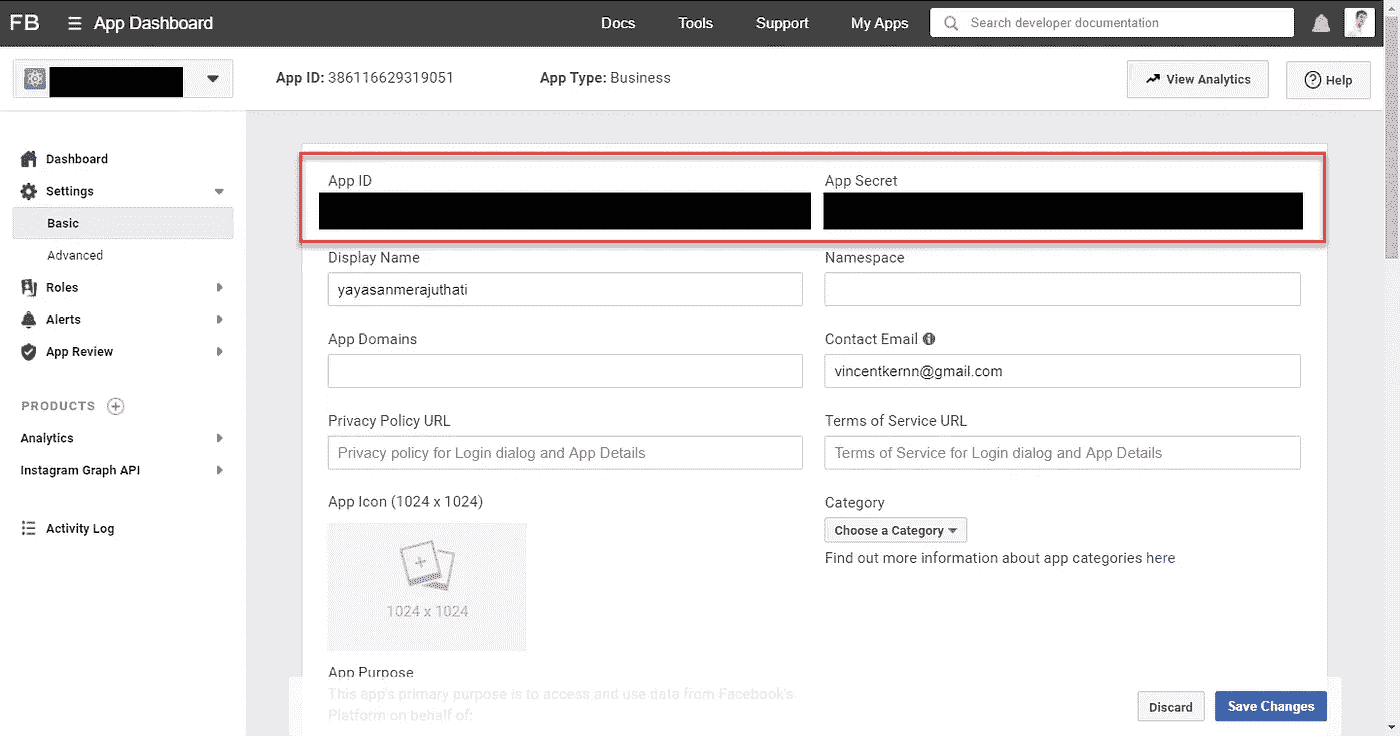 FB App Dashboard Docs Tools Support My Apps Search developer documentation
App ID: 386116629319051 App Type: Business View Analytics Help
Dashboard
Settings
Basic
Advanced
Roles
Alerts
App Review
PRODUCTS
Analytics
Instagram Graph API
Activity Log
App ID App Secret
Display Name Namespace
yayasanmerajuthati
App Domains Contact Email
vincentkernn@gmail.com
Privacy Policy URL Terms of Service URL
Privacy policy for Login dialog and App Details Terms of Service for Login dialog and App Details
App Icon (1024 x 1024) Category
Choose a Category
Find out more information about app categories here
1024 x 1024
App Purpose
This app's primary purpose is to access and use data from Facebook's
Platform on behalf of:
Discard Save Changes